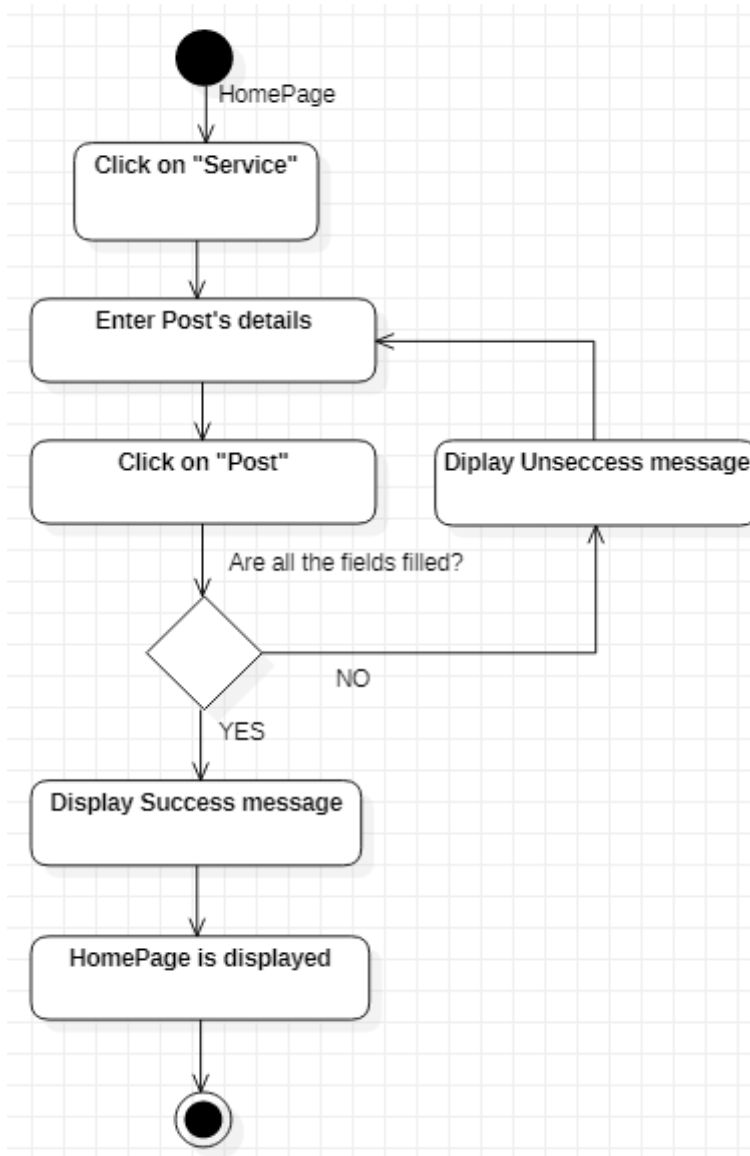 HomePage
Click on "Service"
Enter Post's details
Click on "Post"
Diplay Unseccess message
Are all the fields filled?
NO
YES
Display Success message
HomePage is displayed